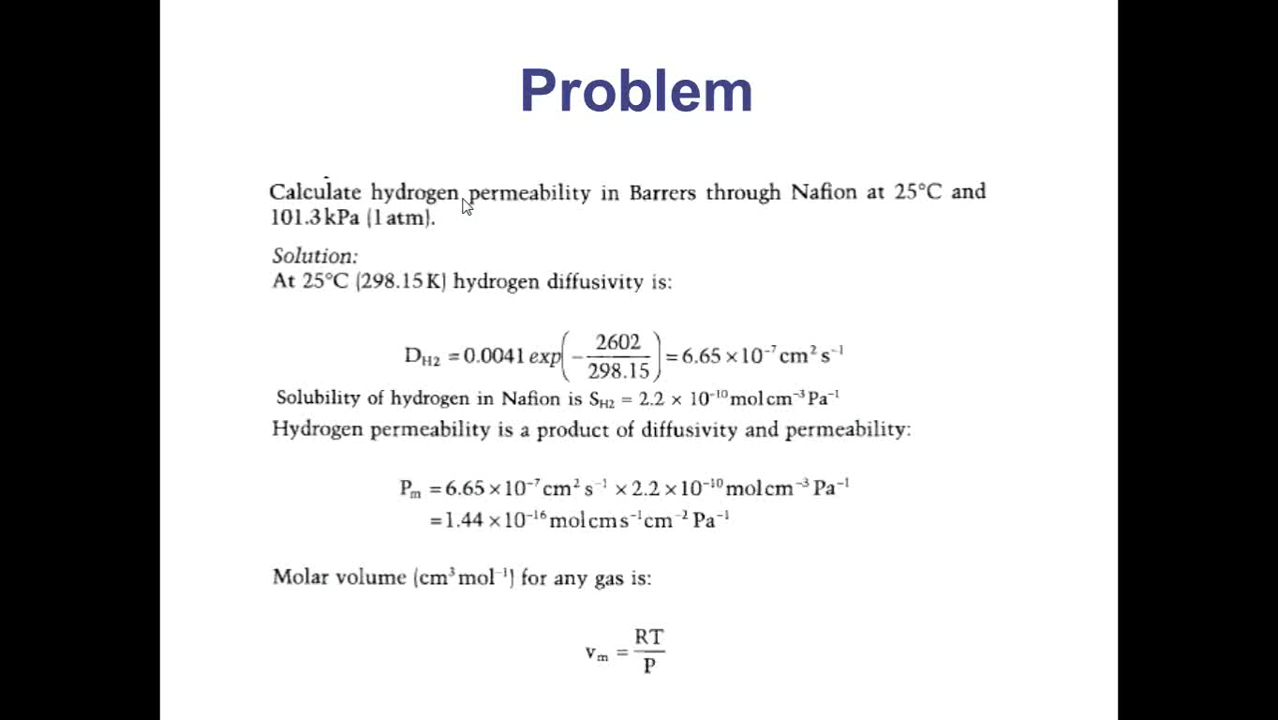 Problem
Calculate hydrogen permeability in Barrers through Nafion at 25°C and
101.3 kPa (1 atm).
Solution:
At 25°C (298.15 K) hydrogen diffusivity is:
D_H2 = 0.0041 exp(−2602/298.15) = 6.65 × 10⁻⁷ cm² s⁻¹
Solubility of hydrogen in Nafion is S_H2 = 2.2 × 10⁻¹⁰ mol cm⁻³ Pa⁻¹
Hydrogen permeability is a product of diffusivity and permeability:
P_m = 6.65 × 10⁻⁷ cm² s⁻¹ × 2.2 × 10⁻¹⁰ mol cm⁻³ Pa⁻¹
= 1.44 × 10⁻¹⁶ mol cm s⁻¹ cm⁻² Pa⁻¹
Molar volume (cm³ mol⁻¹) for any gas is:
v_m = RT/P